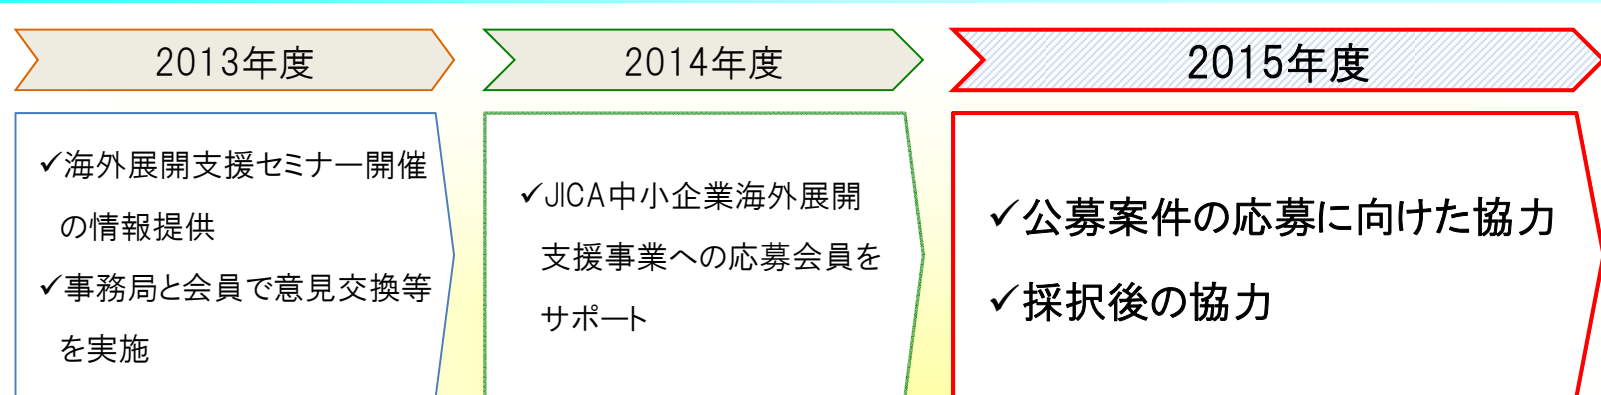 2013年度
✓海外展開支援セミナー開催
の情報提供
✓事務局と会員で意見交換等
を実施
2014年度
✓JICA中小企業海外展開
支援事業への応募会員を
サポート
2015年度
✓公募案件の応募に向けた協力
✓採択後の協力